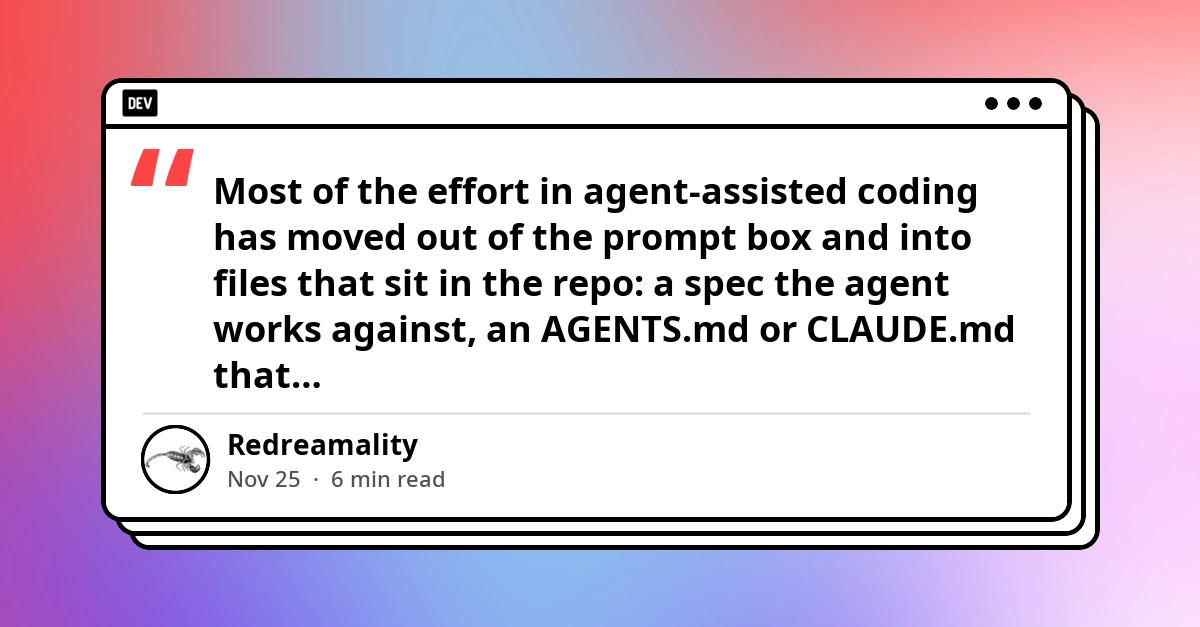 DEV
“
Most of the effort in agent-assisted coding
has moved out of the prompt box and into
files that sit in the repo: a spec the agent
works against, an AGENTS.md or CLAUDE.md
that...
Redreamality
Nov 25 · 6 min read